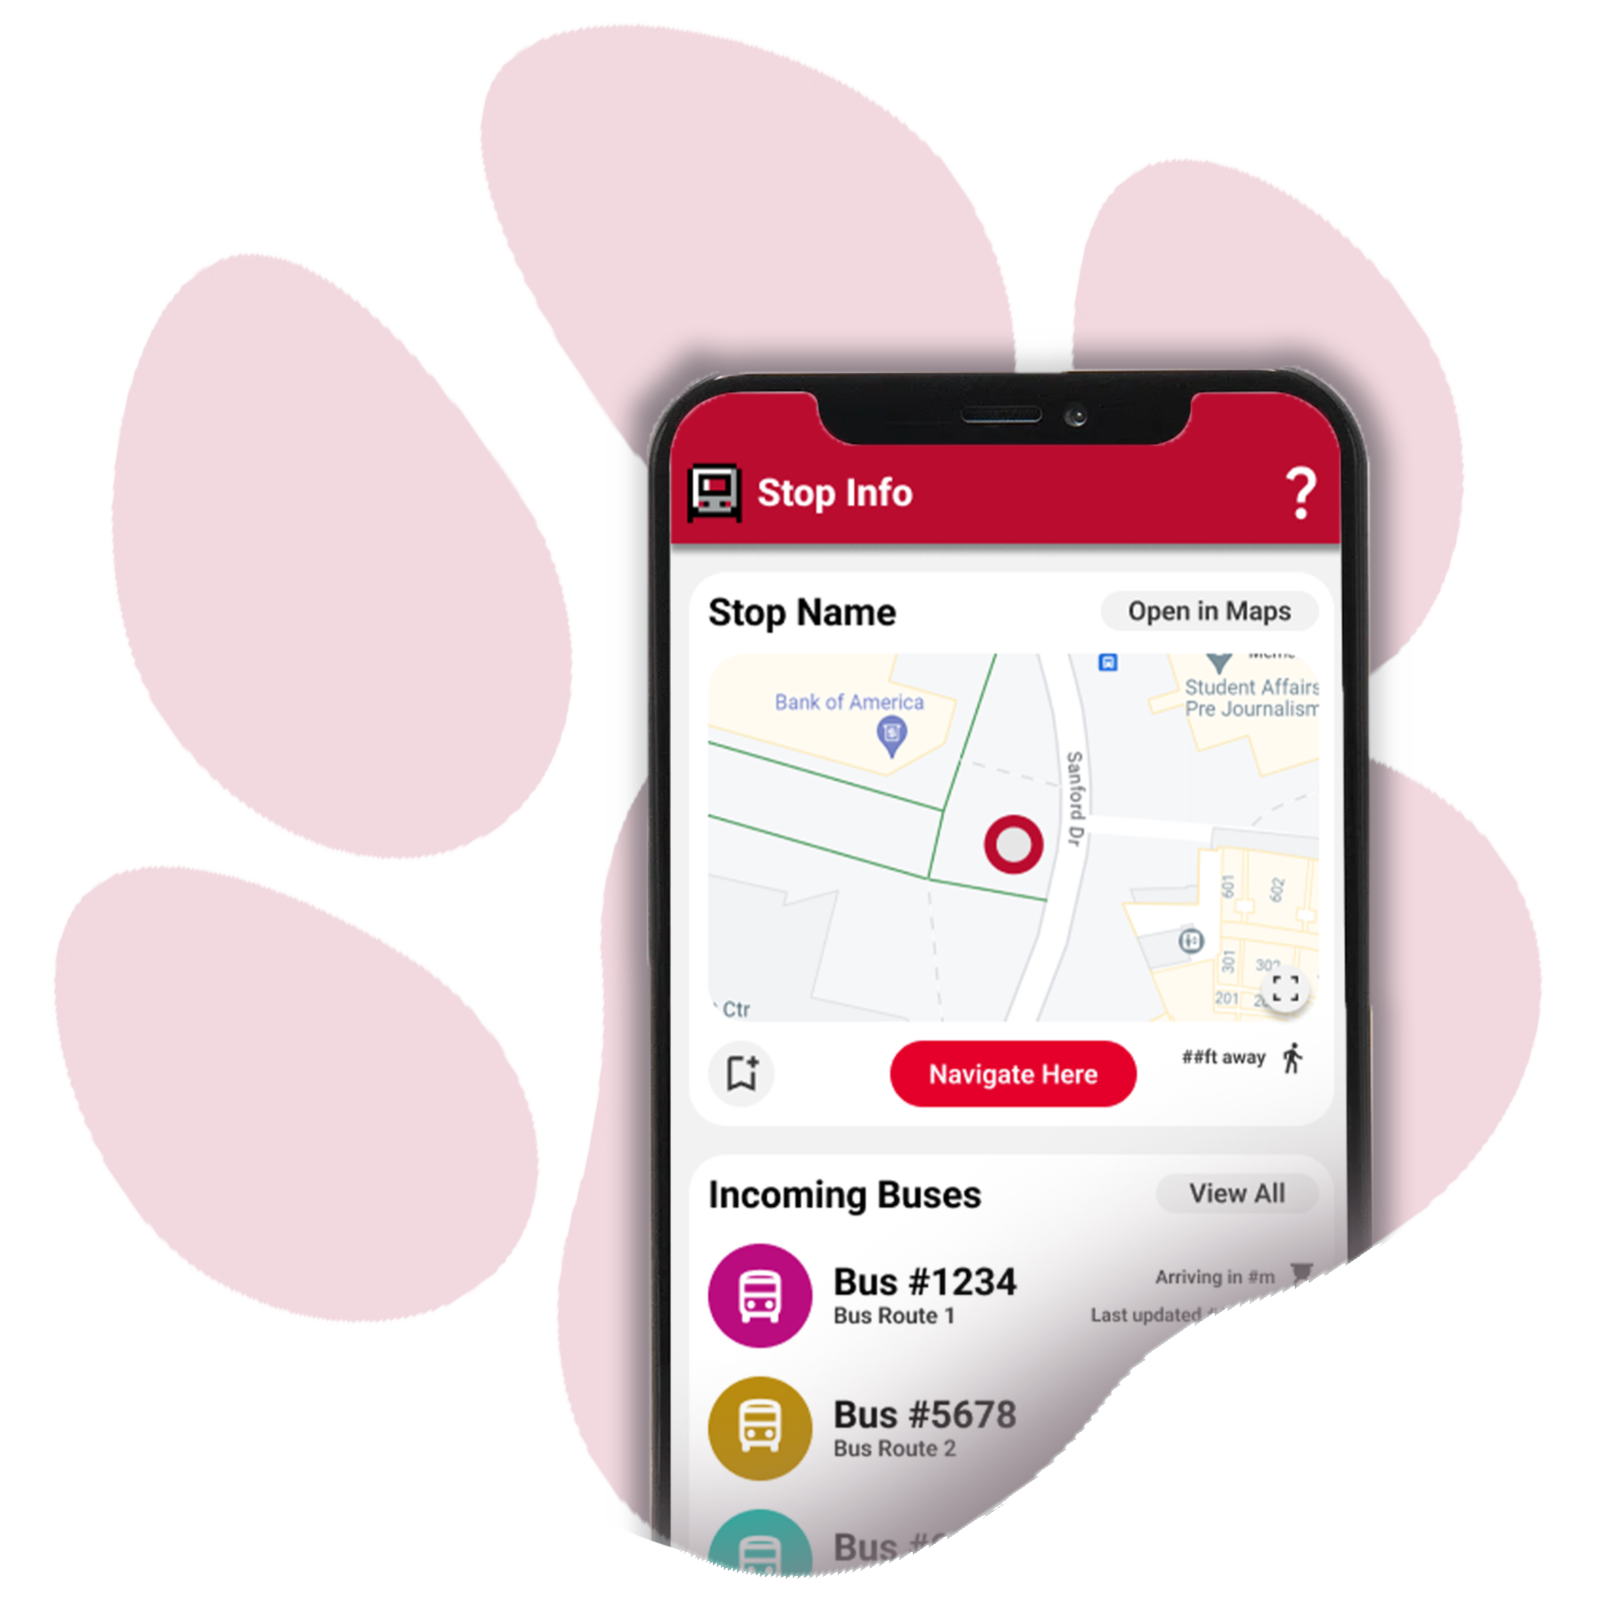 Stop Info
?
Stop Name
Open in Maps
Bank of America
Student Affairs
Pre Journalism
Sanford Dr
601
602
301
302
201
Ctr
Navigate Here
##ft away
Incoming Buses
View All
Bus #1234
Arriving in #m
Bus Route 1
Last updated
Bus #5678
Bus Route 2
Bus #